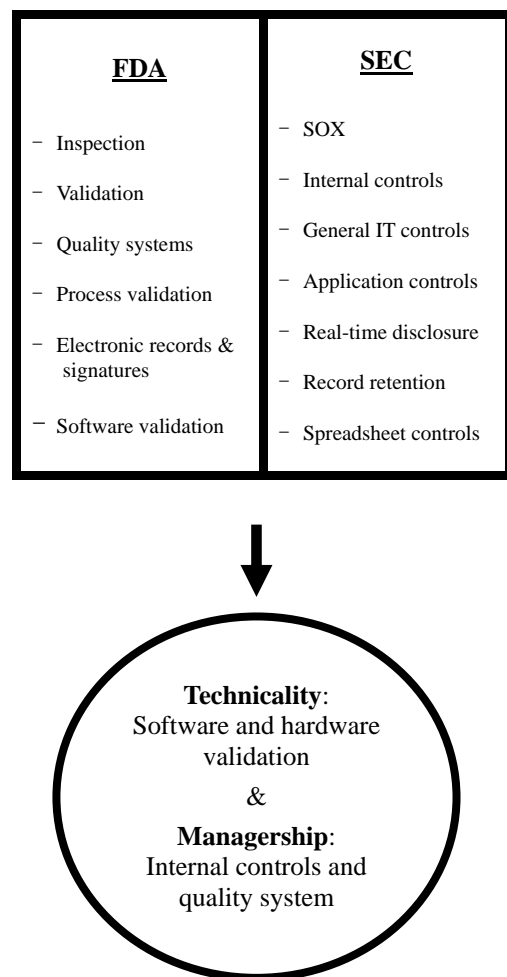 FDA
– Inspection
– Validation
– Quality systems
– Process validation
– Electronic records &
signatures
– Software validation
SEC
– SOX
– Internal controls
– General IT controls
– Application controls
– Real-time disclosure
– Record retention
– Spreadsheet controls
Technicality:
Software and hardware
validation
&
Managership:
Internal controls and
quality system